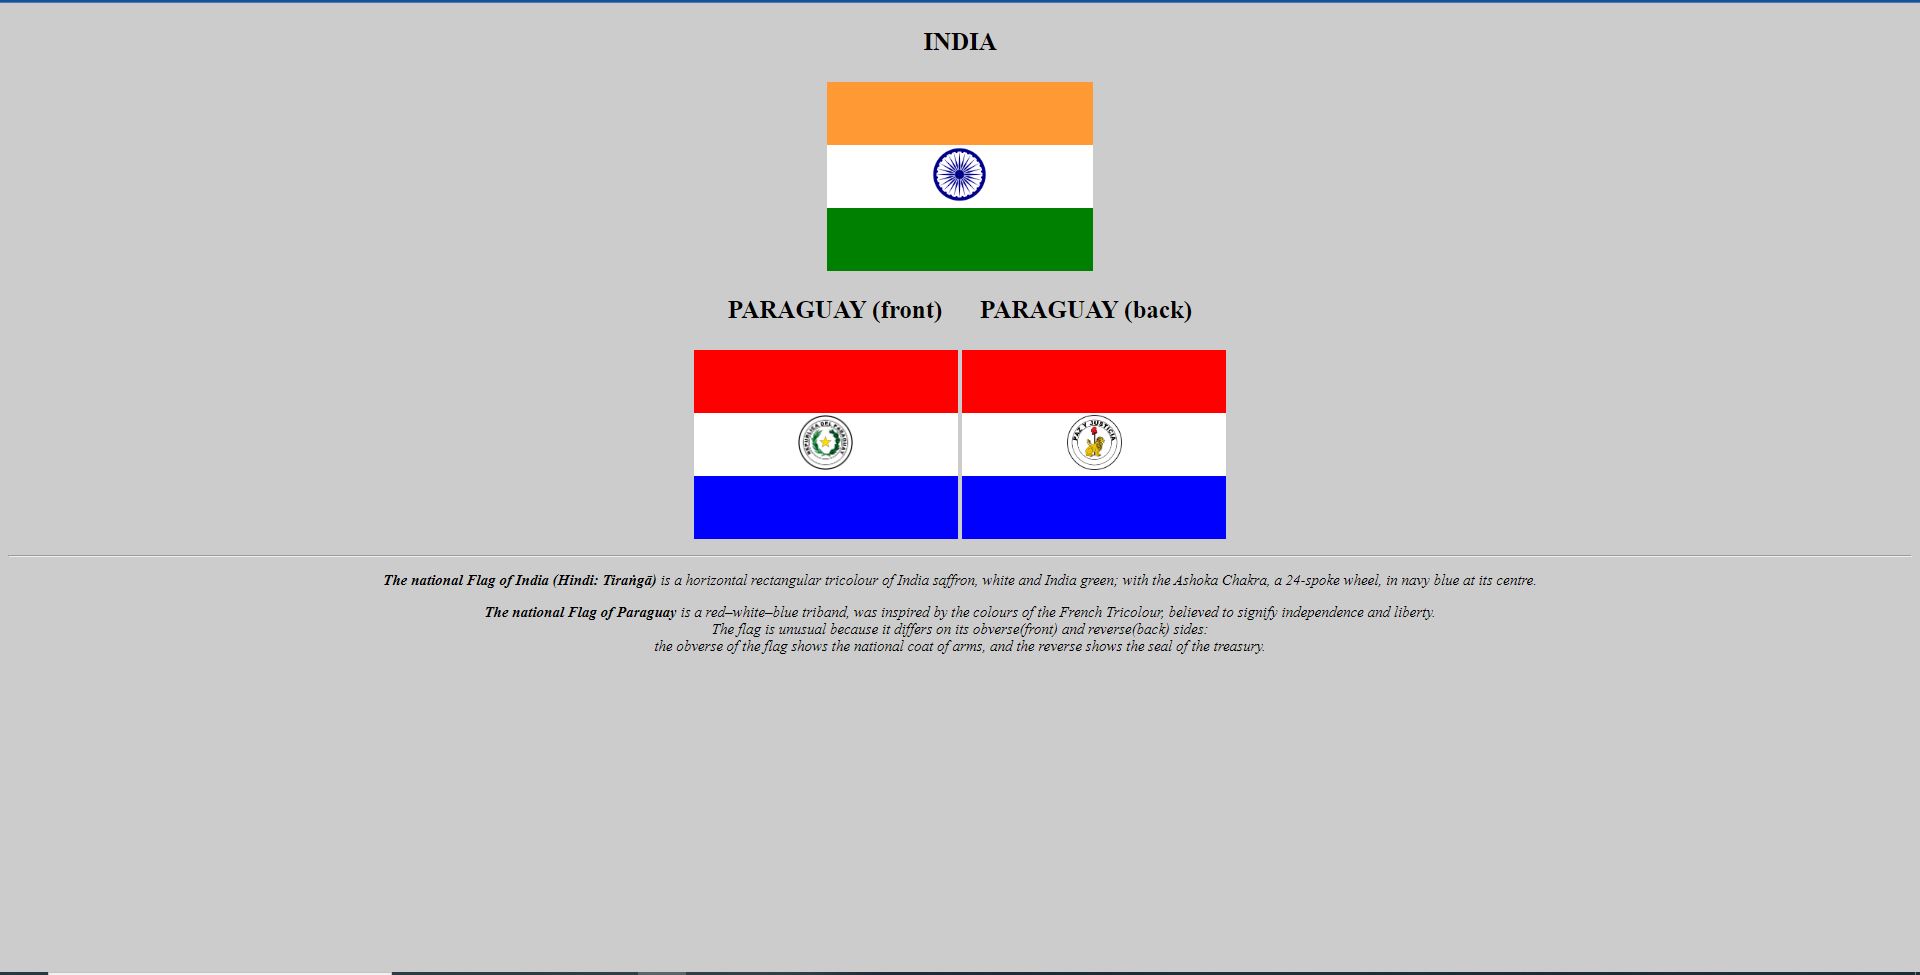 INDIA
PARAGUAY (front) PARAGUAY (back)
REPUBLICA DEL PARAGUAY
PAZ Y JUSTICIA
The national Flag of India (Hindi: Tiraṅgā) is a horizontal rectangular tricolour of India saffron, white and India green; with the Ashoka Chakra, a 24-spoke wheel, in navy blue at its centre.
The national Flag of Paraguay is a red–white–blue triband, was inspired by the colours of the French Tricolour, believed to signify independence and liberty.
The flag is unusual because it differs on its obverse(front) and reverse(back) sides:
the obverse of the flag shows the national coat of arms, and the reverse shows the seal of the treasury.